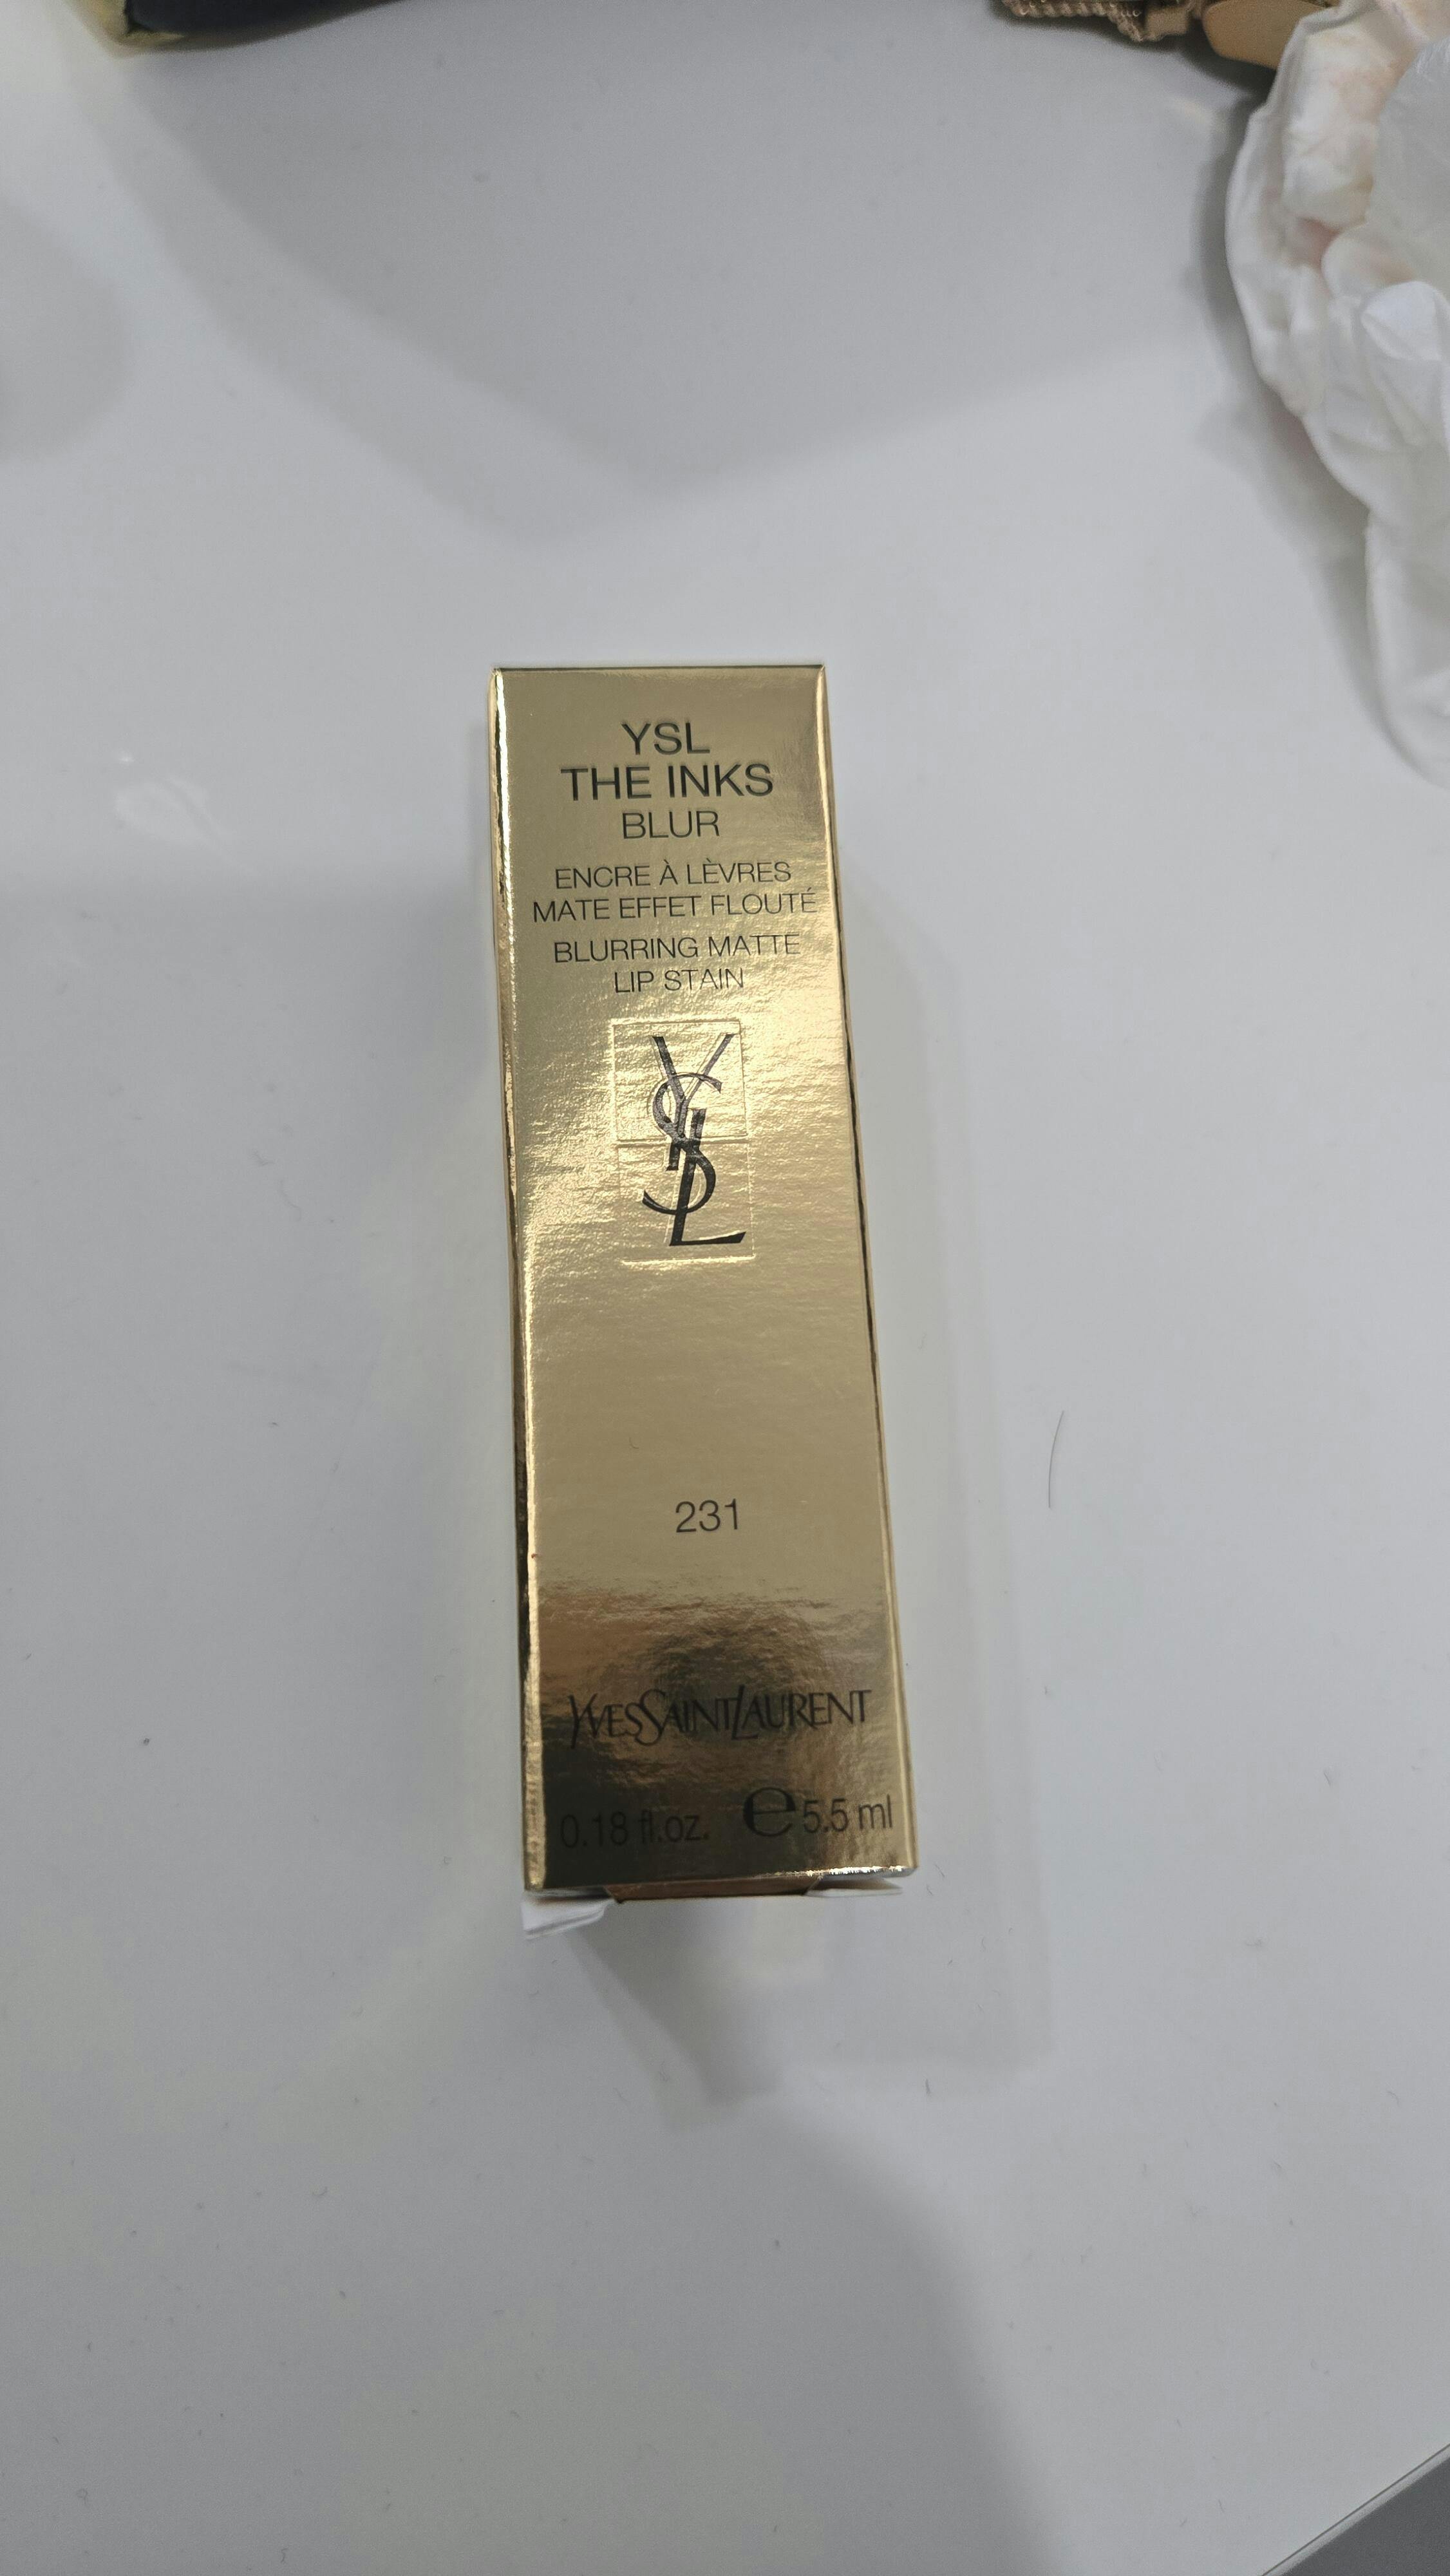 YSL
THE INKS
BLUR
ENCRE À LÈVRES
MATE EFFET FLOUTÉ
BLURRING MATTE
LIP STAIN
YSL
231
YVESSAINTLAURENT
0.18 fl.oz. ℮ 5.5 ml